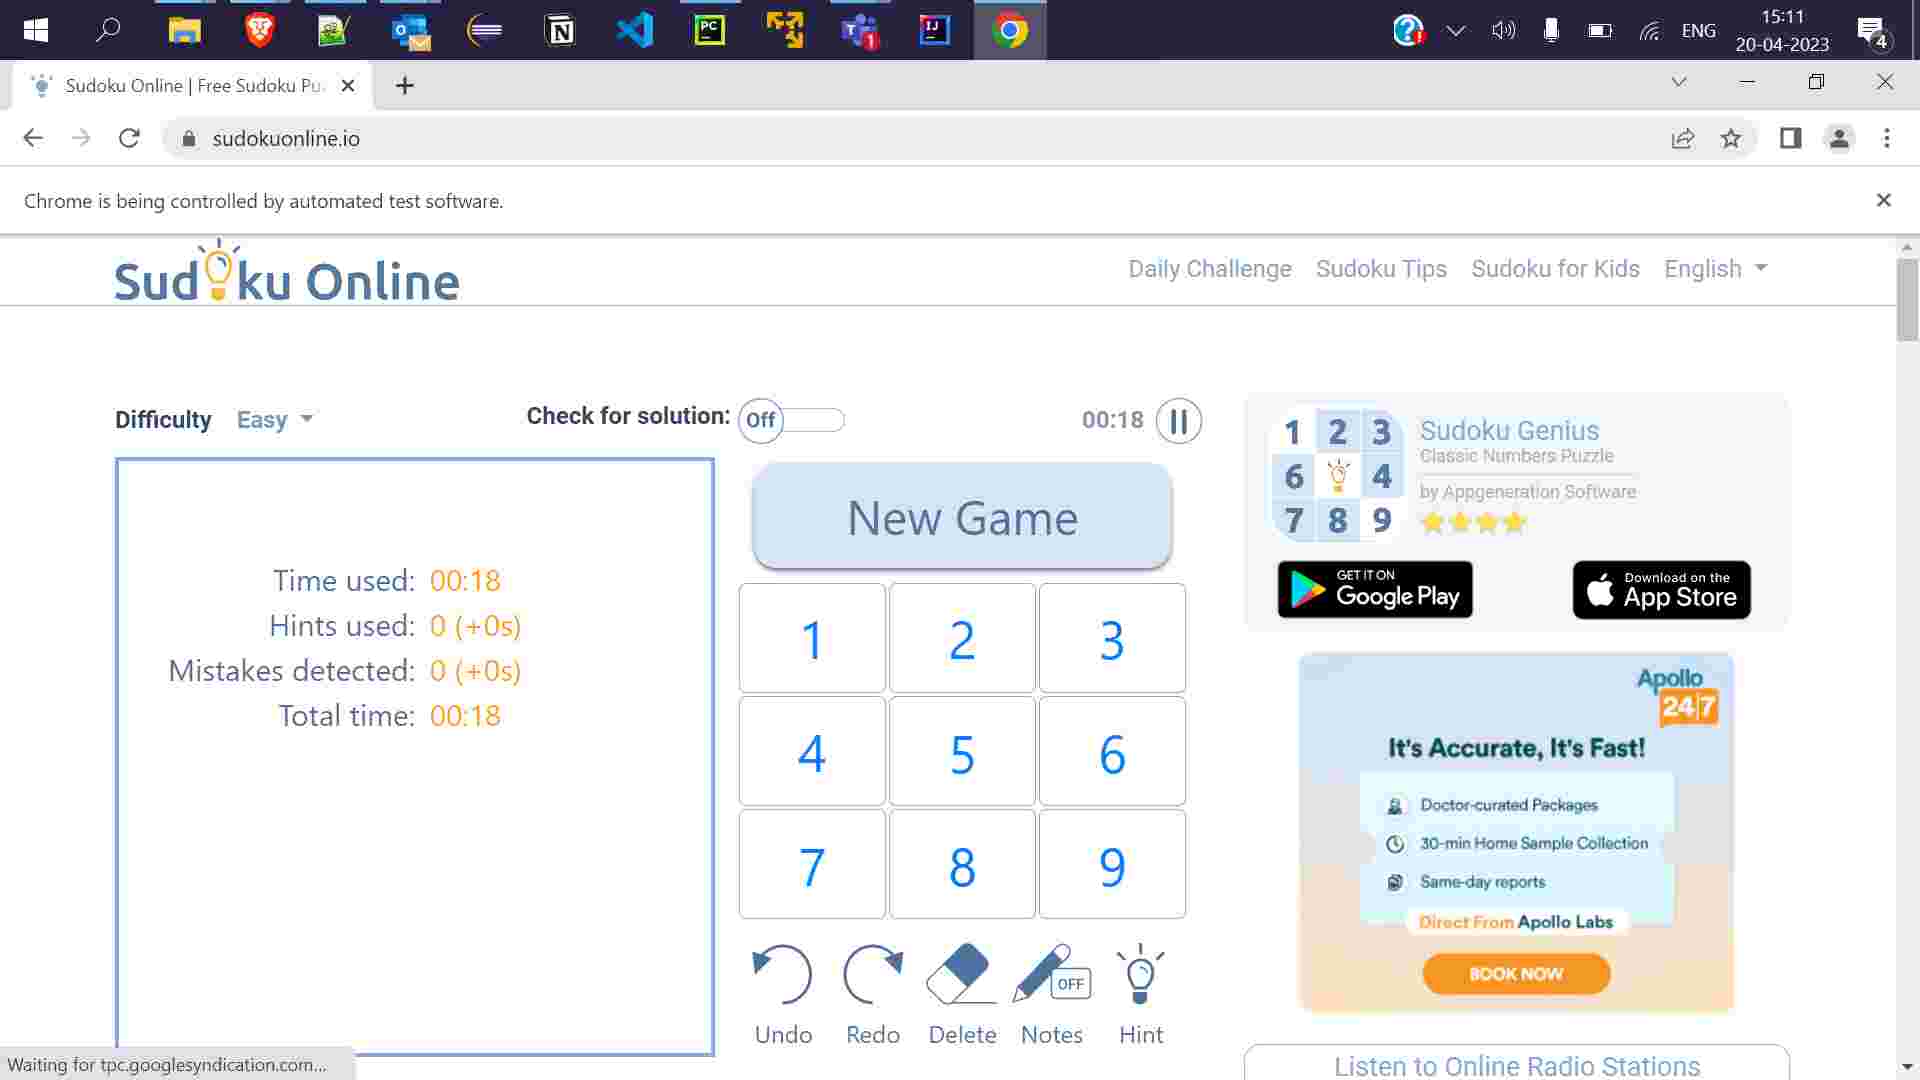 PC
T 1
IJ
ENG
15:11
20-04-2023
4
Sudoku Online | Free Sudoku Pu
sudokuonline.io
Chrome is being controlled by automated test software.
Sudoku Online
Daily Challenge Sudoku Tips Sudoku for Kids English
Difficulty Easy Check for solution: Off 00:18
Time used: 00:18
Hints used: 0 (+0s)
Mistakes detected: 0 (+0s)
Total time: 00:18
New Game
1 2 3
4 5 6
7 8 9
OFF
Undo Redo Delete Notes Hint
1 2 3
6 4
7 8 9
Sudoku Genius
Classic Numbers Puzzle
by Appgeneration Software
GET IT ON
Google Play
Download on the
App Store
Apollo
24|7
It's Accurate, It's Fast!
Doctor-curated Packages
30-min Home Sample Collection
Same-day reports
Direct From Apollo Labs
BOOK NOW
Listen to Online Radio Stations
Waiting for tpc.googlesyndication.com...